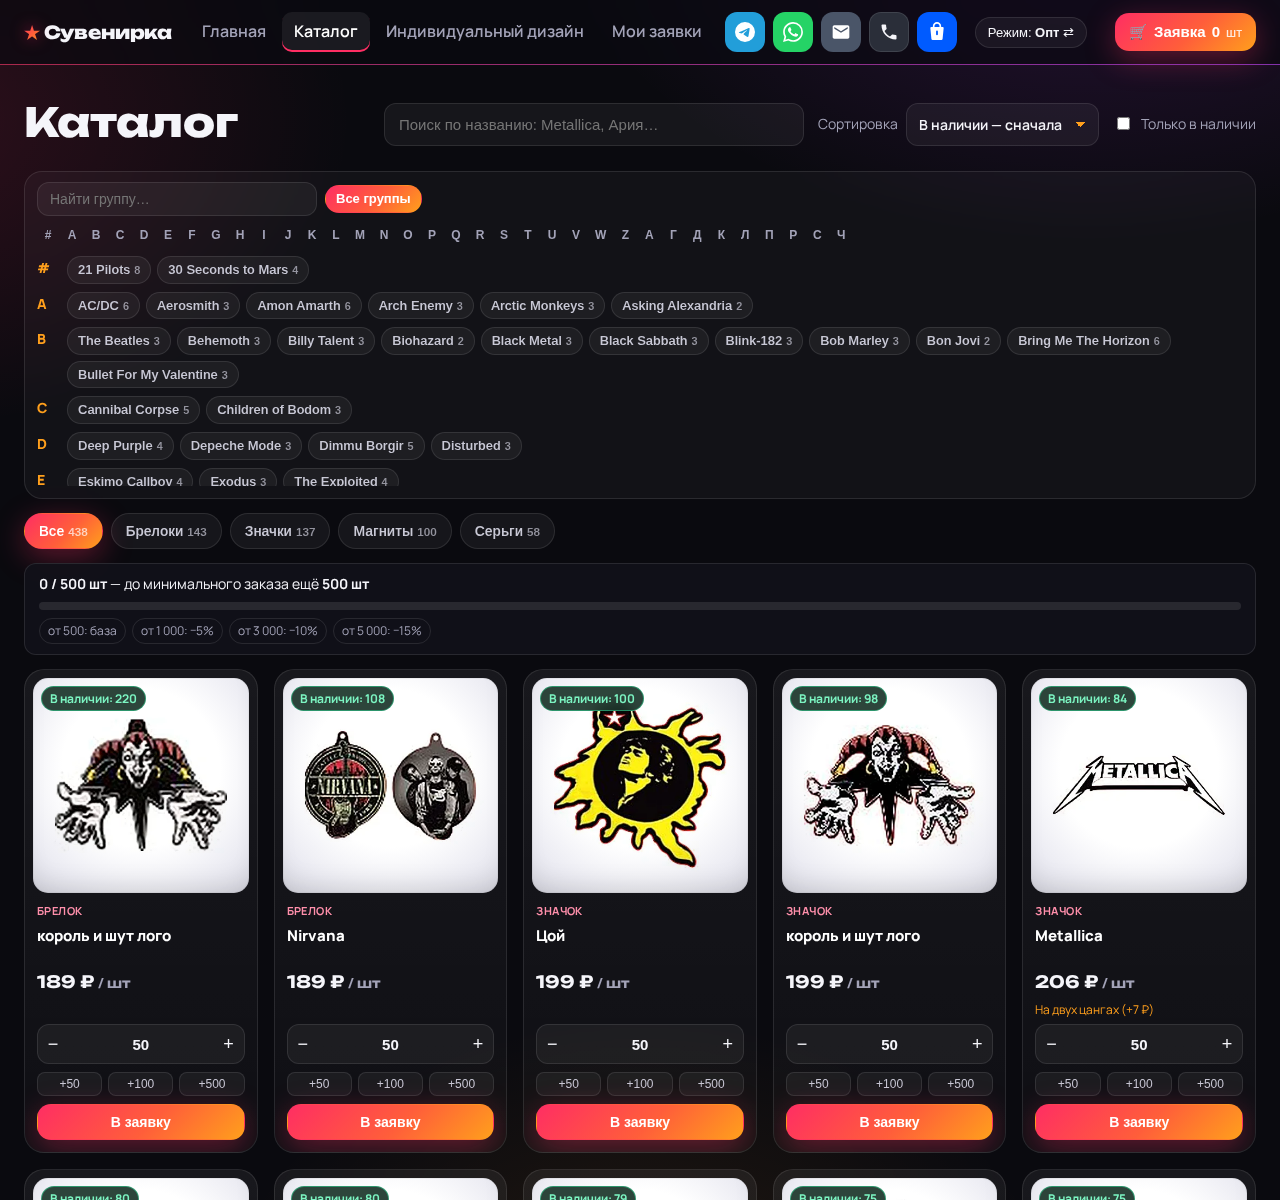 ★ Сувенирка
Главная
Каталог
Индивидуальный дизайн
Мои заявки
Режим: Опт ⇄
🛒 Заявка 0 шт
Каталог
Поиск по названию: Metallica, Ария…
Сортировка
В наличии — сначала
Только в наличии
Найти группу…
Все группы
# A B C D E F G H I J K L M N O P Q R S T U V W Z А Г Д К Л П Р С Ч
#
21 Pilots 8
30 Seconds to Mars 4
A
AC/DC 6
Aerosmith 3
Amon Amarth 6
Arch Enemy 3
Arctic Monkeys 3
Asking Alexandria 2
B
The Beatles 3
Behemoth 3
Billy Talent 3
Biohazard 2
Black Metal 3
Black Sabbath 3
Blink-182 3
Bob Marley 3
Bon Jovi 2
Bring Me The Horizon 6
Bullet For My Valentine 3
C
Cannibal Corpse 5
Children of Bodom 3
D
Deep Purple 4
Depeche Mode 3
Dimmu Borgir 5
Disturbed 3
E
Eskimo Callboy 4
Exodus 3
The Exploited 4
Все 438
Брелоки 143
Значки 137
Магниты 100
Серьги 58
0 / 500 шт — до минимального заказа ещё 500 шт
от 500: база
от 1 000: −5%
от 3 000: −10%
от 5 000: −15%
В наличии: 220
БРЕЛОК
король и шут лого
189 ₽ / шт
− 50 +
+50 +100 +500
В заявку
В наличии: 108
NIRVANA
БРЕЛОК
Nirvana
189 ₽ / шт
− 50 +
+50 +100 +500
В заявку
В наличии: 100
ЗНАЧОК
Цой
199 ₽ / шт
− 50 +
+50 +100 +500
В заявку
В наличии: 98
ЗНАЧОК
король и шут лого
199 ₽ / шт
− 50 +
+50 +100 +500
В заявку
В наличии: 84
METALLICA
ЗНАЧОК
Metallica
206 ₽ / шт
На двух цангах (+7 ₽)
− 50 +
+50 +100 +500
В заявку
В наличии: 80
В наличии: 80
В наличии: 79
В наличии: 75
В наличии: 75